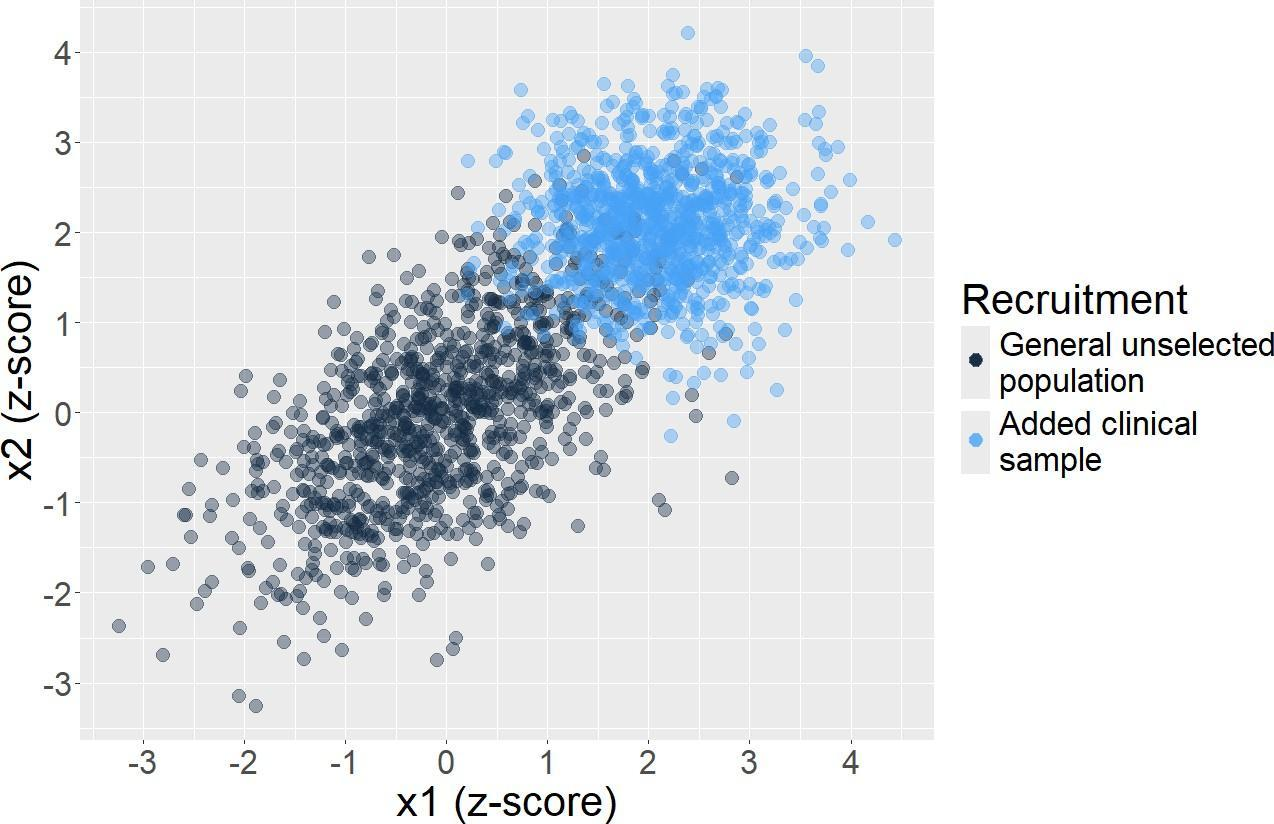 4
3
2
1
0
-1
-2
-3
x2 (z-score)
-3 -2 -1 0 1 2 3 4
x1 (z-score)
Recruitment
General unselected
population
Added clinical
sample